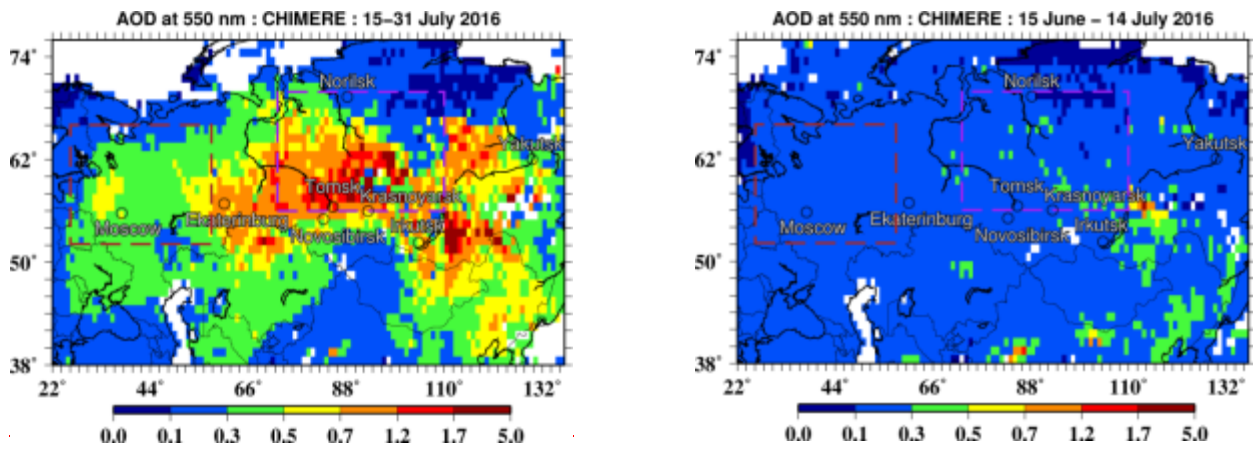 AOD at 550 nm : CHIMERE : 15–31 July 2016
74°
62°
50°
38°
22° 44° 66° 88° 110° 132°
Norilsk
Yakutsk
Tomsk
Krasnoyarsk
Ekaterinburg
Moscow
Novosibirsk
Irkutsk
0.0 0.1 0.3 0.5 0.7 1.2 1.7 5.0
AOD at 550 nm : CHIMERE : 15 June – 14 July 2016
74°
62°
50°
38°
22° 44° 66° 88° 110° 132°
Norilsk
Yakutsk
Tomsk
Krasnoyarsk
Ekaterinburg
Moscow
Novosibirsk
Irkutsk
0.0 0.1 0.3 0.5 0.7 1.2 1.7 5.0